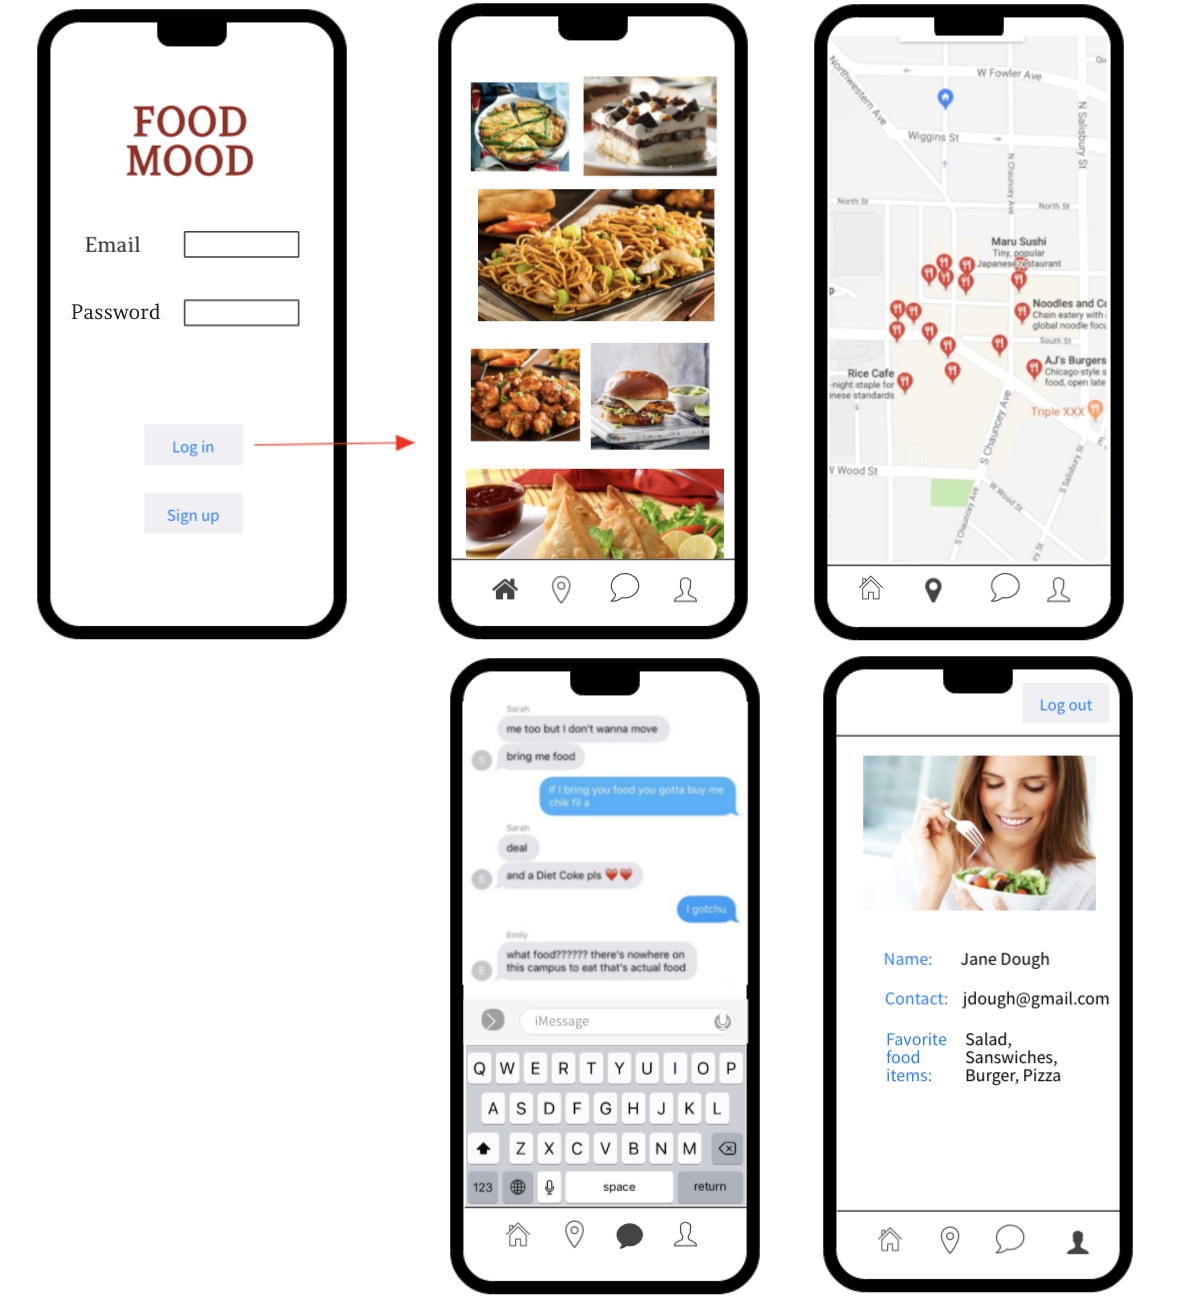 FOOD
MOOD
Email
Password
Log in
Sign up
Northwestern Ave
W Fowler Ave
Qu
N Salisbury St
Wiggins St
N Chauncey Ave
North St
North St
Maru Sushi
Tiny, popular
Japanese restaurant
Noodles and Co
Chain eatery with
global noodle focu
South St
AJ's Burgers
Chicago-style s
food, open late
Rice Cafe
-night staple for
inese standards
Triple XXX
S Chauncey Ave
W Wood St
W Wood St
S Chauncey Ave
S Salisbury St
ry St
Sarah
me too but I don't wanna move
S
bring me food
If I bring you food you gotta buy me
chik fil a
Sarah
deal
S
and a Diet Coke pls ❤️❤️
I gotchu
Emily
what food?????? there's nowhere on
this campus to eat that's actual food
E
iMessage
Q W E R T Y U I O P
A S D F G H J K L
Z X C V B N M
123 space return
Log out
Name: Jane Dough
Contact: jdough@gmail.com
Favorite Salad,
food Sanswiches,
items: Burger, Pizza